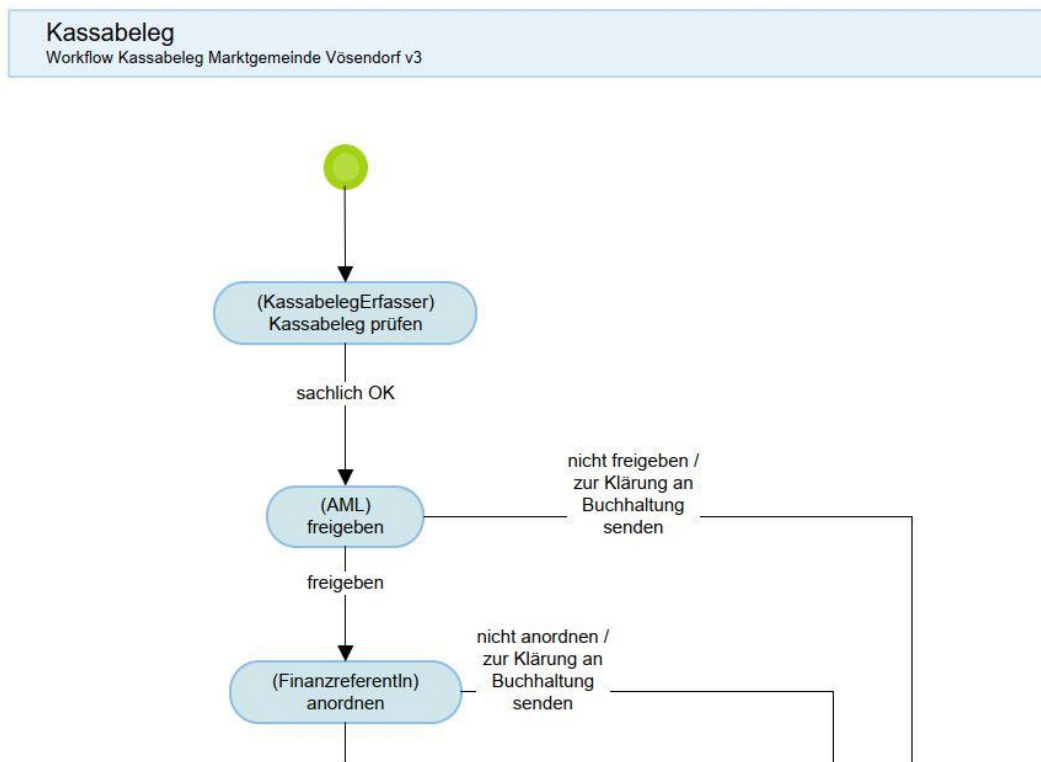 Kassabeleg
Workflow Kassabeleg Marktgemeinde Vösendorf v3
(KassabelegErfasser)
Kassabeleg prüfen
sachlich OK
nicht freigeben /
zur Klärung an
Buchhaltung
senden
(AML)
freigeben
freigeben
nicht anordnen /
zur Klärung an
Buchhaltung
senden
(FinanzreferentIn)
anordnen